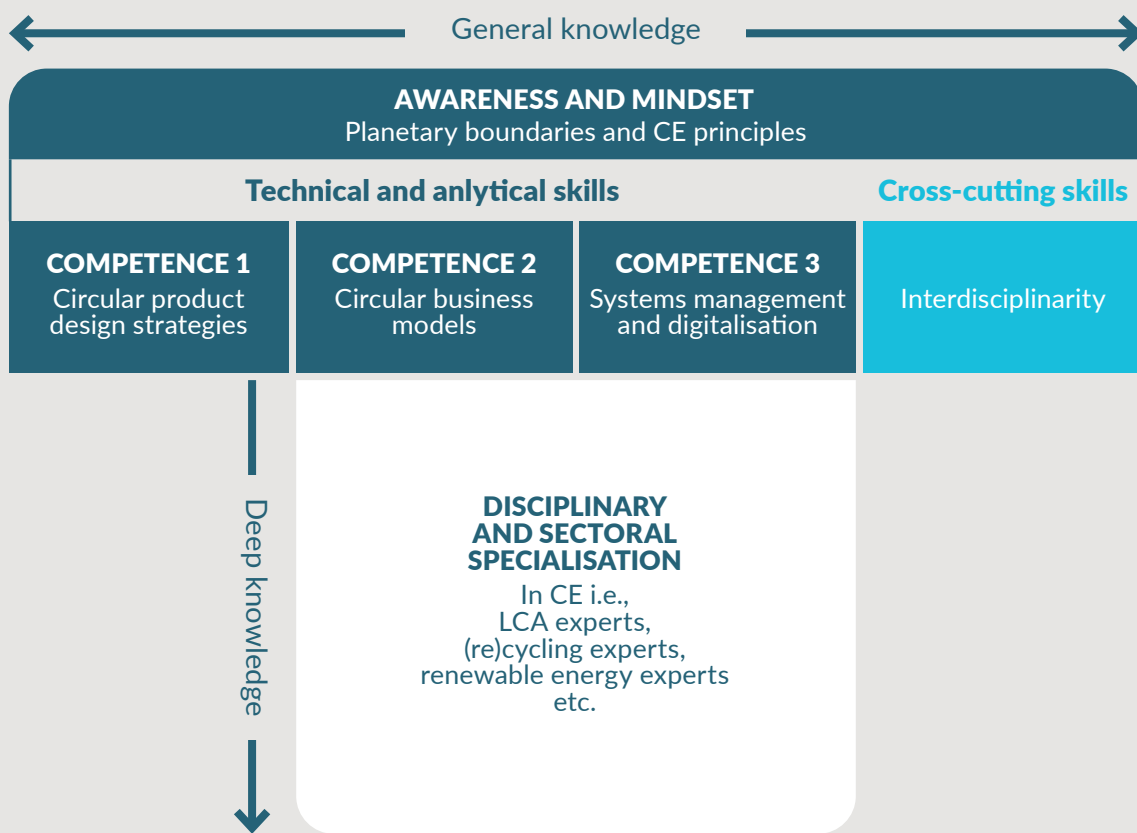 General knowledge
AWARENESS AND MINDSET
Planetary boundaries and CE principles
Technical and anlytical skills
Cross-cutting skills
COMPETENCE 1
Circular product
design strategies
COMPETENCE 2
Circular business
models
COMPETENCE 3
Systems management
and digitalisation
Interdisciplinarity
Deep knowledge
DISCIPLINARY
AND SECTORAL
SPECIALISATION
In CE i.e.,
LCA experts,
(re)cycling experts,
renewable energy experts
etc.